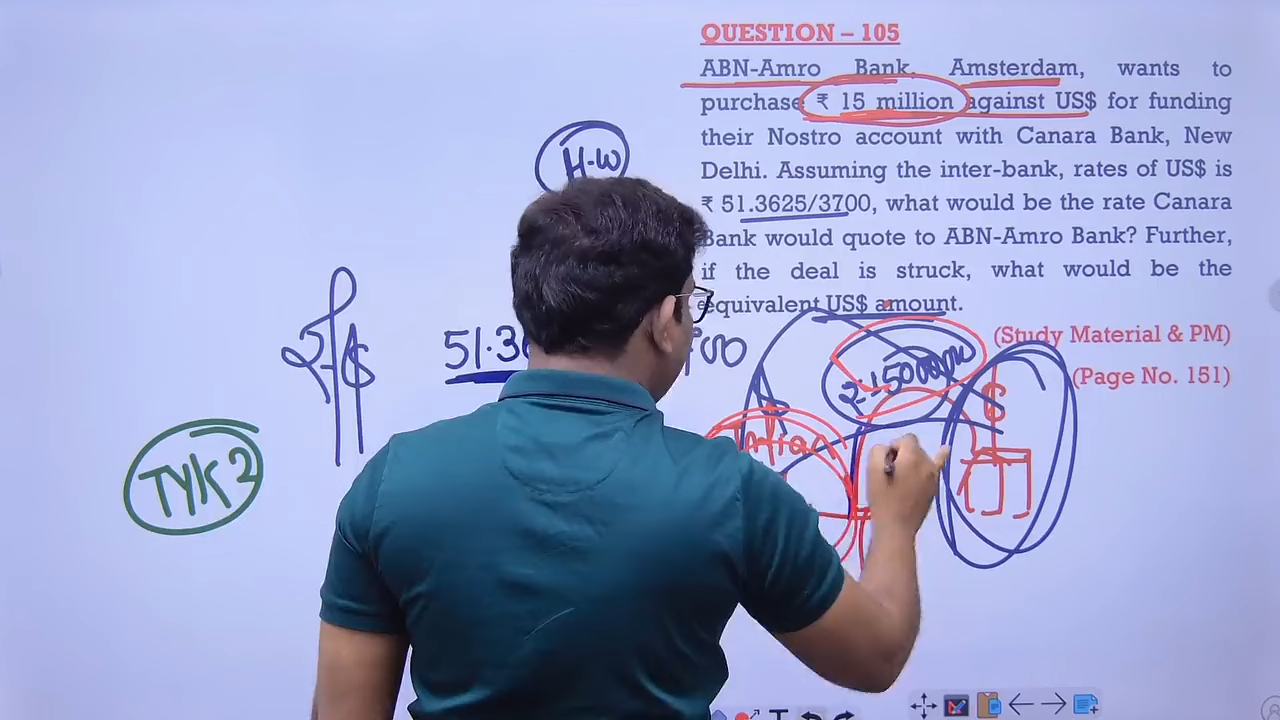 QUESTION – 105
ABN-Amro Bank, Amsterdam, wants to
purchase ₹ 15 million against US$ for funding
their Nostro account with Canara Bank, New
Delhi. Assuming the inter-bank, rates of US$ is
₹ 51.3625/3700, what would be the rate Canara
Bank would quote to ABN-Amro Bank? Further,
if the deal is struck, what would be the
equivalent US$ amount.
(Study Material & PM)
(Page No. 151)
H.W
₹/$ 51.36
TYK 2
Indian
$